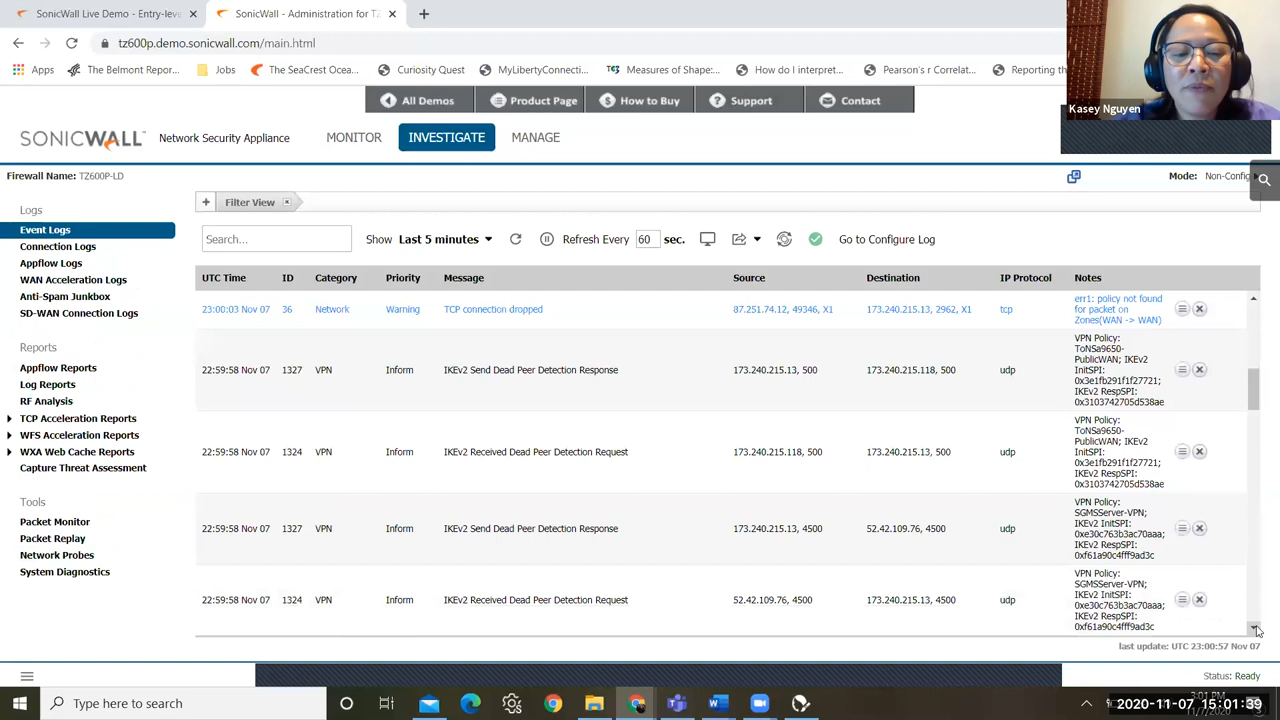 SonicWall Live Demo - Entry-leve
SonicWall - Administration for TZ
tz600p.demo.sonicwall.com/main.html
Apps
The Belmont Repor...
Jobs
The SeaCrest Ocea...
Curiosity Quest
MyLibertyConnecti...
Measures of Shape:...
How do I interpre...
Pearson's r Correlat...
Reporting th
Kasey Nguyen
All Demos
Product Page
How to Buy
Support
Contact
SONICWALL
Network Security Appliance
MONITOR
INVESTIGATE
MANAGE
Firewall Name: TZ600P-LD
Mode: Non-Config
Logs
Event Logs
Connection Logs
Appflow Logs
WAN Acceleration Logs
Anti-Spam Junkbox
SD-WAN Connection Logs
Reports
Appflow Reports
Log Reports
RF Analysis
TCP Acceleration Reports
WFS Acceleration Reports
WXA Web Cache Reports
Capture Threat Assessment
Tools
Packet Monitor
Packet Replay
Network Probes
System Diagnostics
+ Filter View
Search...
Show Last 5 minutes
Refresh Every 60 sec.
Go to Configure Log
UTC Time ID Category Priority Message Source Destination IP Protocol Notes
23:00:03 Nov 07 36 Network Warning TCP connection dropped 87.251.74.12, 49346, X1 173.240.215.13, 2962, X1 tcp
err1: policy not found
for packet on
Zones(WAN -> WAN)
22:59:58 Nov 07 1327 VPN Inform IKEv2 Send Dead Peer Detection Response 173.240.215.13, 500 173.240.215.118, 500 udp
VPN Policy:
ToNSa9650-
PublicWAN; IKEv2
InitSPI:
0x3e1fb291f1f27721;
IKEv2 RespSPI:
0x3103742705d538ae
22:59:58 Nov 07 1324 VPN Inform IKEv2 Received Dead Peer Detection Request 173.240.215.118, 500 173.240.215.13, 500 udp
VPN Policy:
ToNSa9650-
PublicWAN; IKEv2
InitSPI:
0x3e1fb291f1f27721;
IKEv2 RespSPI:
0x3103742705d538ae
22:59:58 Nov 07 1327 VPN Inform IKEv2 Send Dead Peer Detection Response 173.240.215.13, 4500 52.42.109.76, 4500 udp
VPN Policy:
SGMSServer-VPN;
IKEv2 InitSPI:
0xe30c763b3ac70aaa;
IKEv2 RespSPI:
0xf61a90c4fff9ad3c
22:59:58 Nov 07 1324 VPN Inform IKEv2 Received Dead Peer Detection Request 52.42.109.76, 4500 173.240.215.13, 4500 udp
VPN Policy:
SGMSServer-VPN;
IKEv2 InitSPI:
0xe30c763b3ac70aaa;
IKEv2 RespSPI:
0xf61a90c4fff9ad3c
last update: UTC 23:00:57 Nov 07
Status: Ready
Type here to search
3:01 PM
2020-11-07 15:01:39
11/7/2020